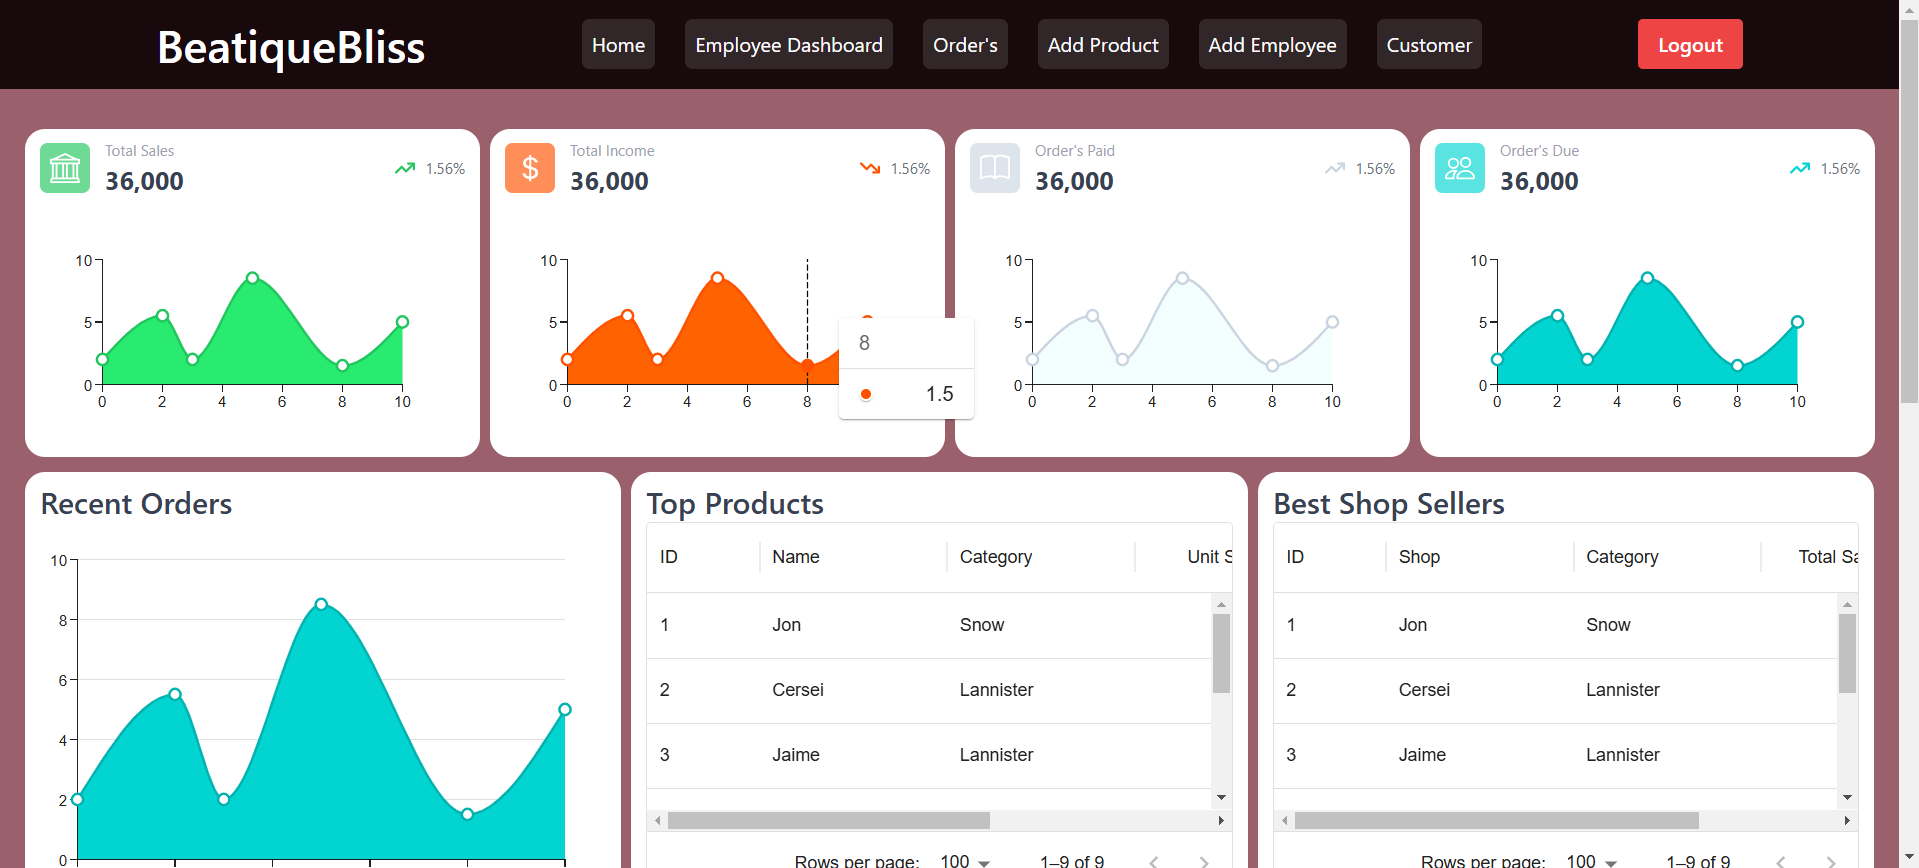 BeatiqueBliss
Home Employee Dashboard Order's Add Product Add Employee Customer Logout
Total Sales
36,000
1.56%
10
5
0
0 2 4 6 8 10
Total Income
36,000
1.56%
10
5
0
0 2 4 6 8
8
1.5
Order's Paid
36,000
1.56%
10
5
0
0 2 4 6 8 10
Order's Due
36,000
1.56%
10
5
0
0 2 4 6 8 10
Recent Orders
10
8
6
4
2
0
Top Products
ID Name Category Unit S
1 Jon Snow
2 Cersei Lannister
3 Jaime Lannister
Rows per page: 100 1–9 of 9
Best Shop Sellers
ID Shop Category Total Sa
1 Jon Snow
2 Cersei Lannister
3 Jaime Lannister
Rows per page: 100 1–9 of 9